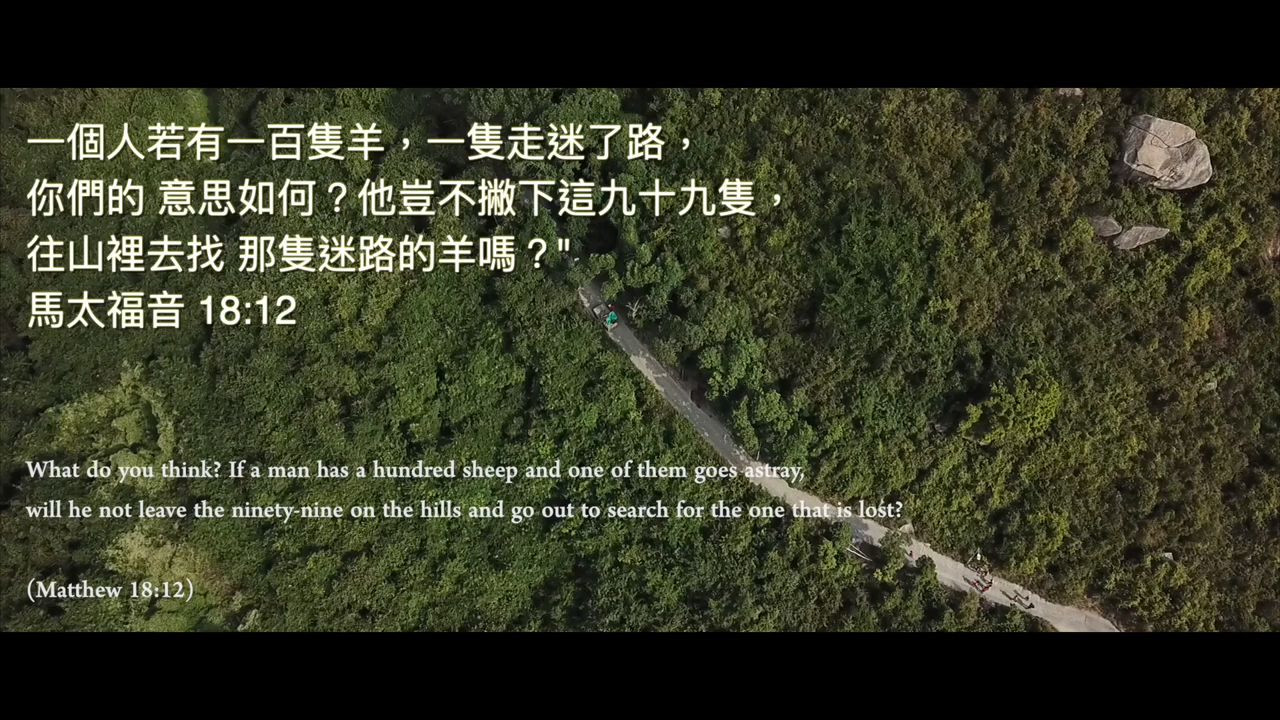 一個人若有一百隻羊，一隻走迷了路，
你們的 意思如何？他豈不撇下這九十九隻，
往山裡去找 那隻迷路的羊嗎？"
馬太福音 18:12
What do you think? If a man has a hundred sheep and one of them goes astray,
will he not leave the ninety-nine on the hills and go out to search for the one that is lost?
(Matthew 18:12)